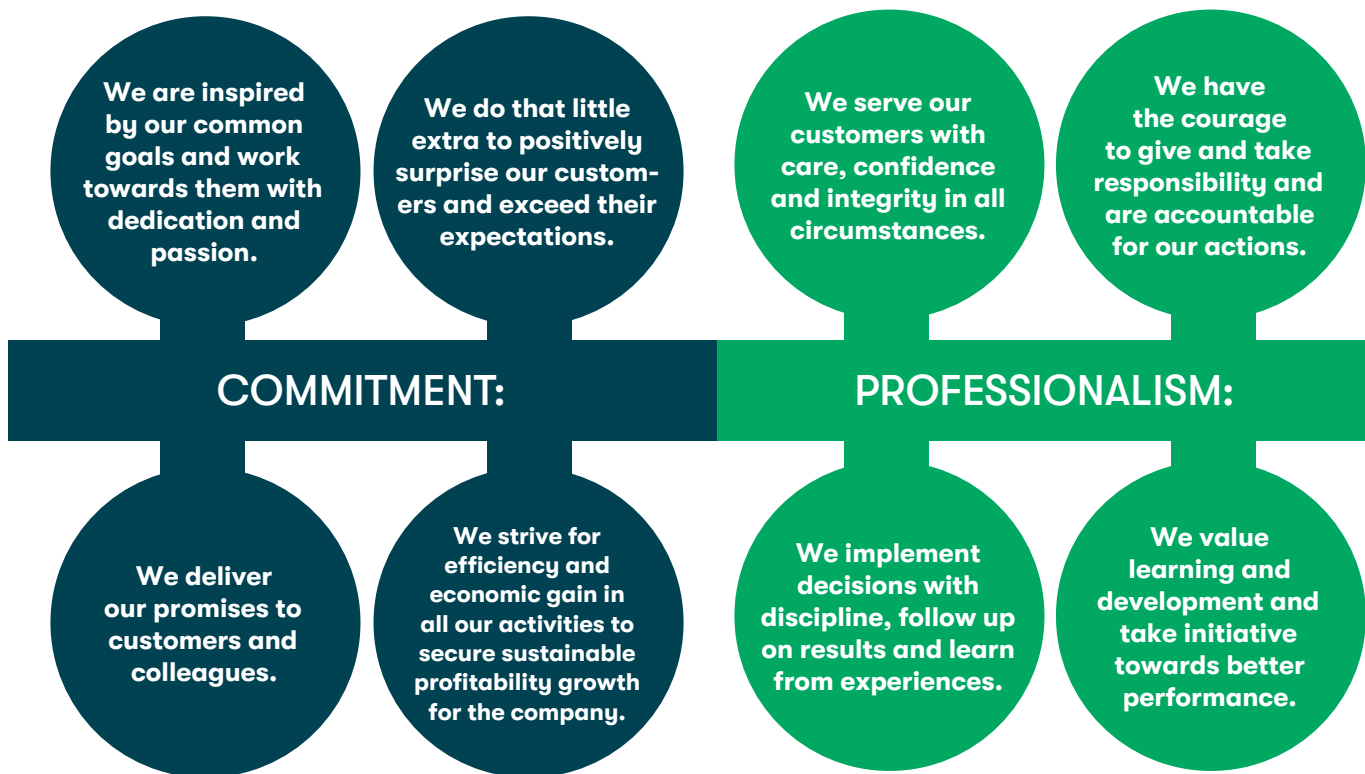 We are inspired
by our common
goals and work
towards them with
dedication and
passion.
We do that little
extra to positively
surprise our custom-
ers and exceed their
expectations.
We serve our
customers with
care, confidence
and integrity in all
circumstances.
We have
the courage
to give and take
responsibility and
are accountable
for our actions.
COMMITMENT:
PROFESSIONALISM:
We deliver
our promises to
customers and
colleagues.
We strive for
efficiency and
economic gain in
all our activities to
secure sustainable
profitability growth
for the company.
We implement
decisions with
discipline, follow up
on results and learn
from experiences.
We value
learning and
development and
take initiative
towards better
performance.